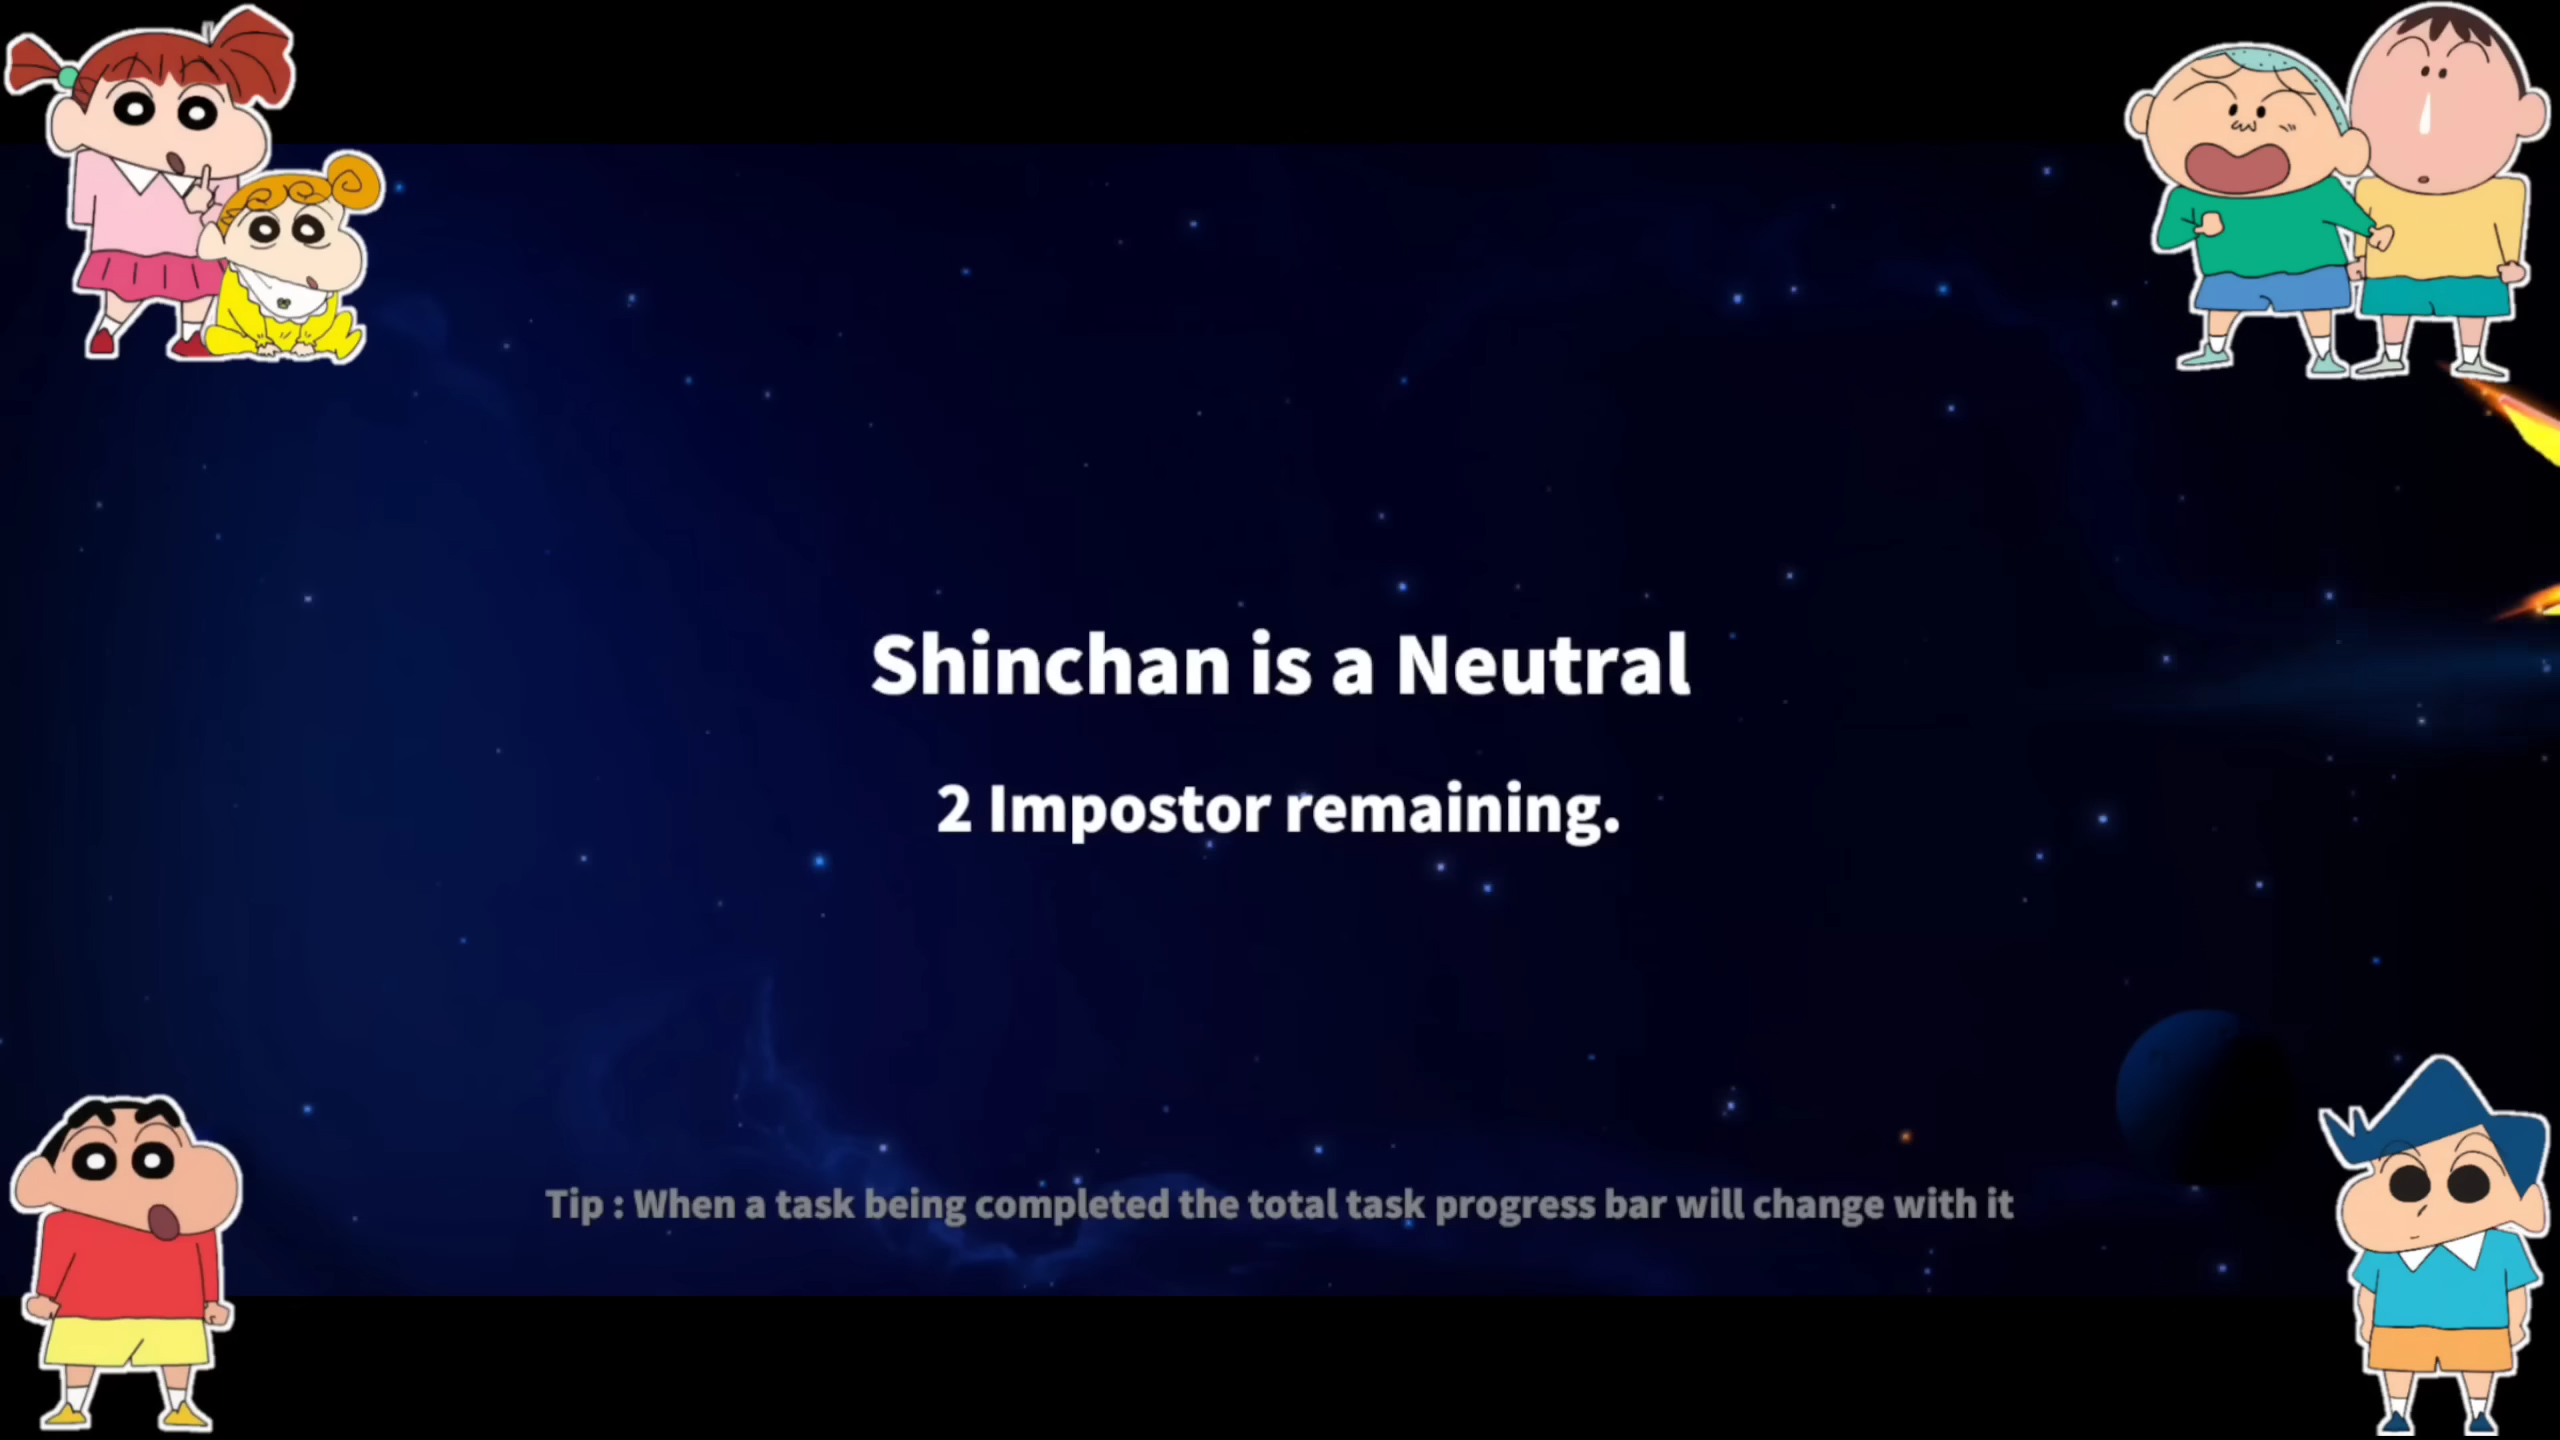 Shinchan is a Neutral
2 Impostor remaining.
Tip : When a task being completed the total task progress bar will change with it